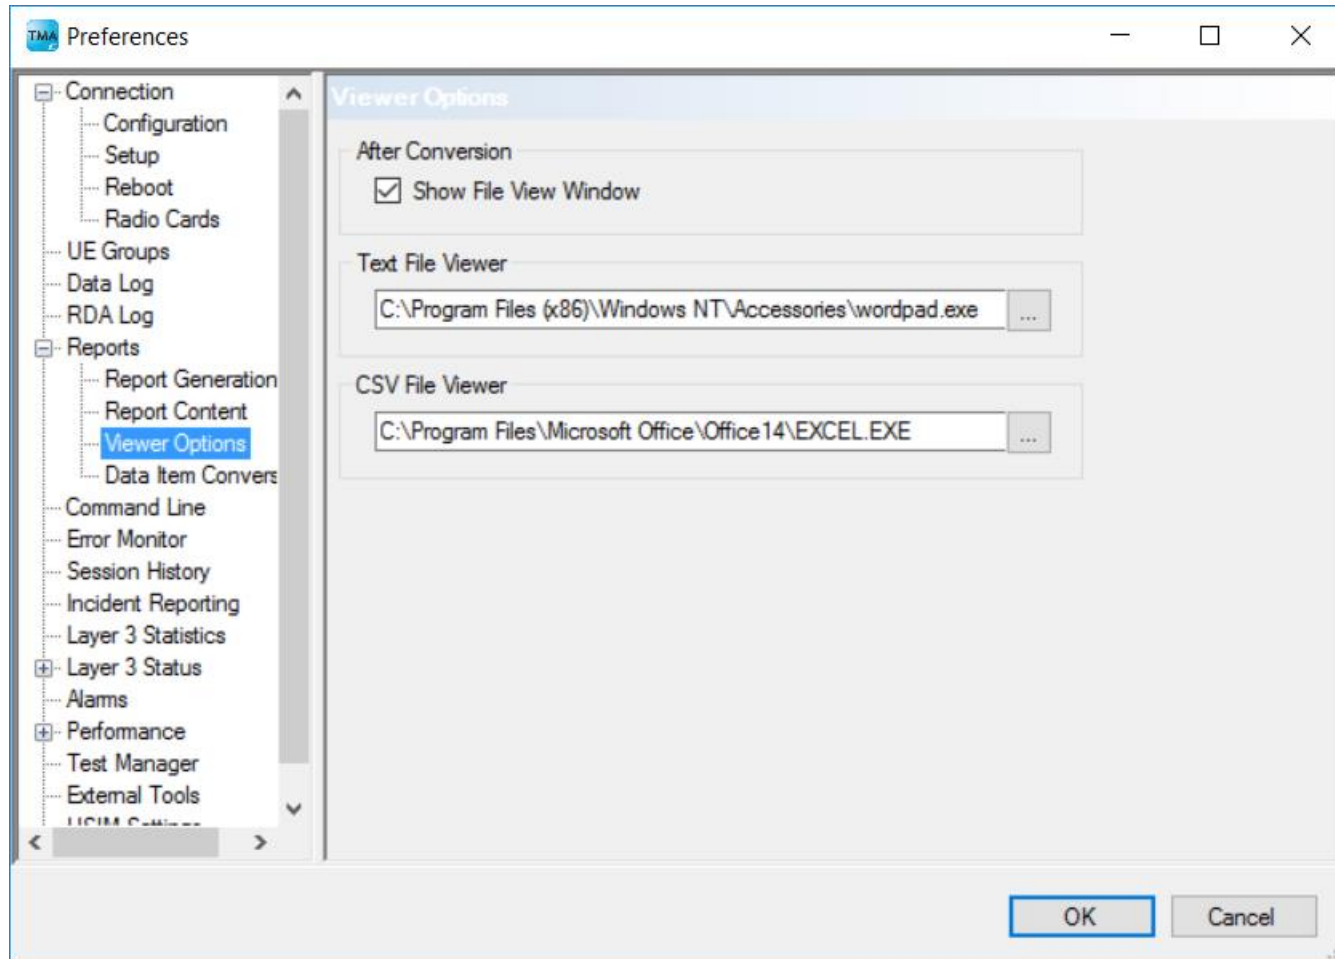 TMA Preferences
Connection
Configuration
Setup
Reboot
Radio Cards
UE Groups
Data Log
RDA Log
Reports
Report Generation
Report Content
Viewer Options
Data Item Convers
Command Line
Error Monitor
Session History
Incident Reporting
Layer 3 Statistics
Layer 3 Status
Alarms
Performance
Test Manager
External Tools
USIM Settings
Viewer Options
After Conversion
Show File View Window
Text File Viewer
C:\Program Files (x86)\Windows NT\Accessories\wordpad.exe ...
CSV File Viewer
C:\Program Files\Microsoft Office\Office14\EXCEL.EXE ...
OK Cancel